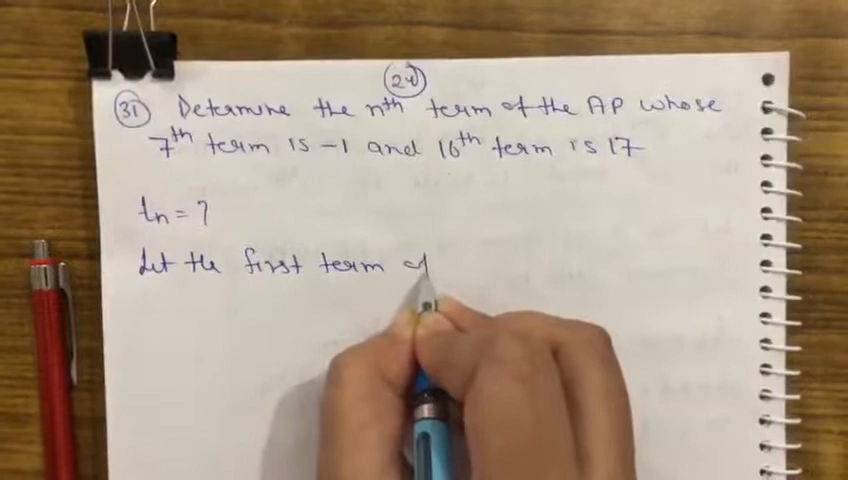 24
31 Determine the nth term of the AP whose
7th term is -1 and 16th term is 17
tn = ?
Let the first term of